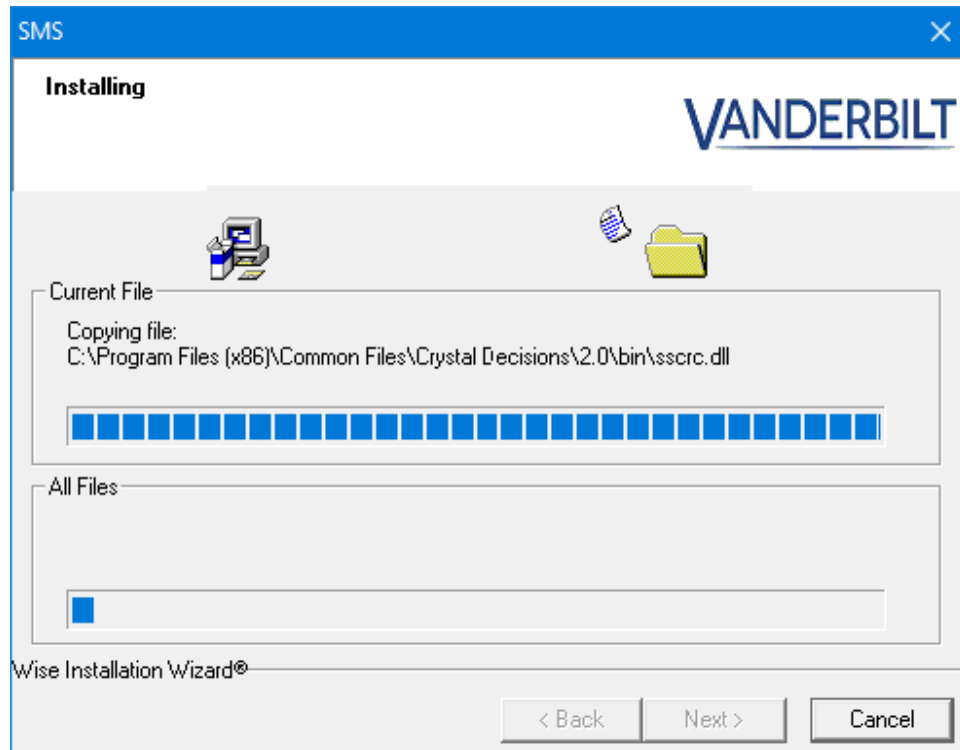 SMS
Installing
VANDERBILT
Current File
Copying file:
C:\Program Files (x86)\Common Files\Crystal Decisions\2.0\bin\sscrc.dll
All Files
Wise Installation Wizard®
< Back
Next >
Cancel